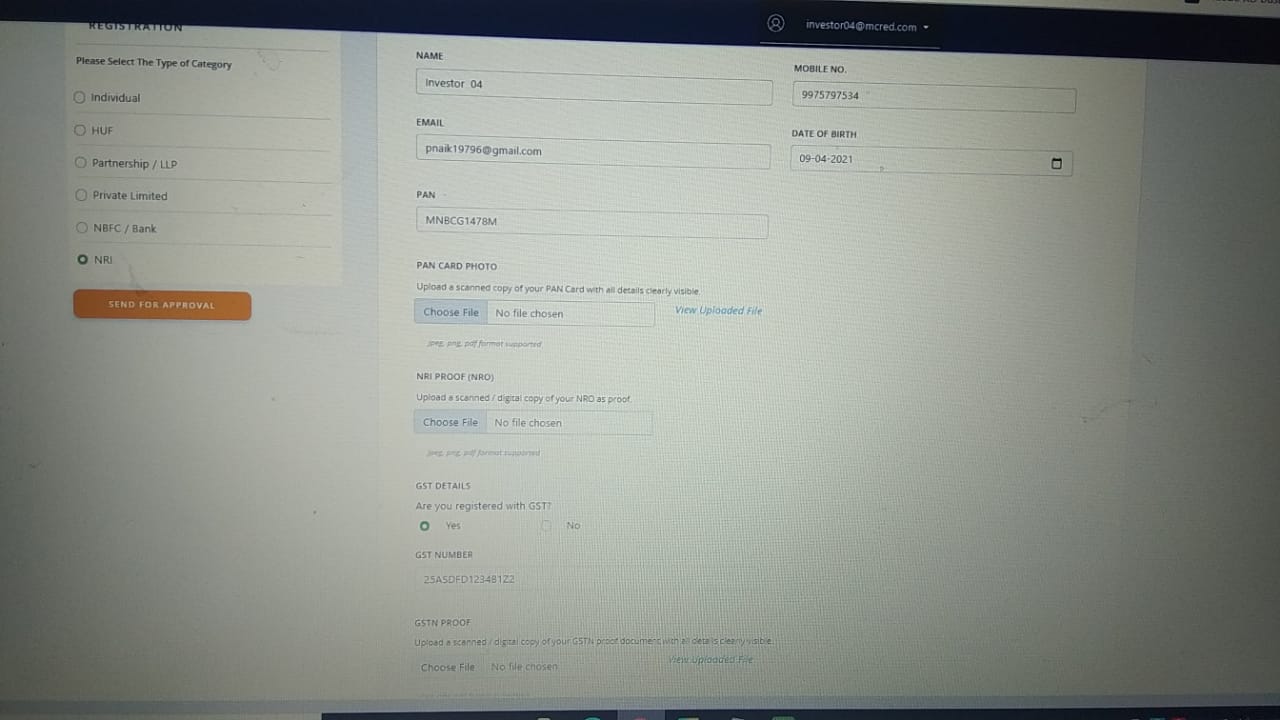 investor04@mcred.com
REGISTRATION
Please Select The Type of Category
Individual
HUF
Partnership / LLP
Private Limited
NBFC / Bank
NRI
SEND FOR APPROVAL
NAME
Investor 04
MOBILE NO.
9975797534
EMAIL
pnaik19796@gmail.com
DATE OF BIRTH
09-04-2021
PAN
MNBCG1478M
PAN CARD PHOTO
Upload a scanned copy of your PAN Card with all details clearly visible.
Choose File No file chosen
View Uploaded File
jpeg, png, pdf format supported
NRI PROOF (NRO)
Upload a scanned / digital copy of your NRO as proof.
Choose File No file chosen
jpeg, png, pdf format supported
GST DETAILS
Are you registered with GST?
Yes No
GST NUMBER
GSTN PROOF
Upload a scanned / digital copy of your GSTN proof document with all details clearly visible.
Choose File No file chosen
View Uploaded File